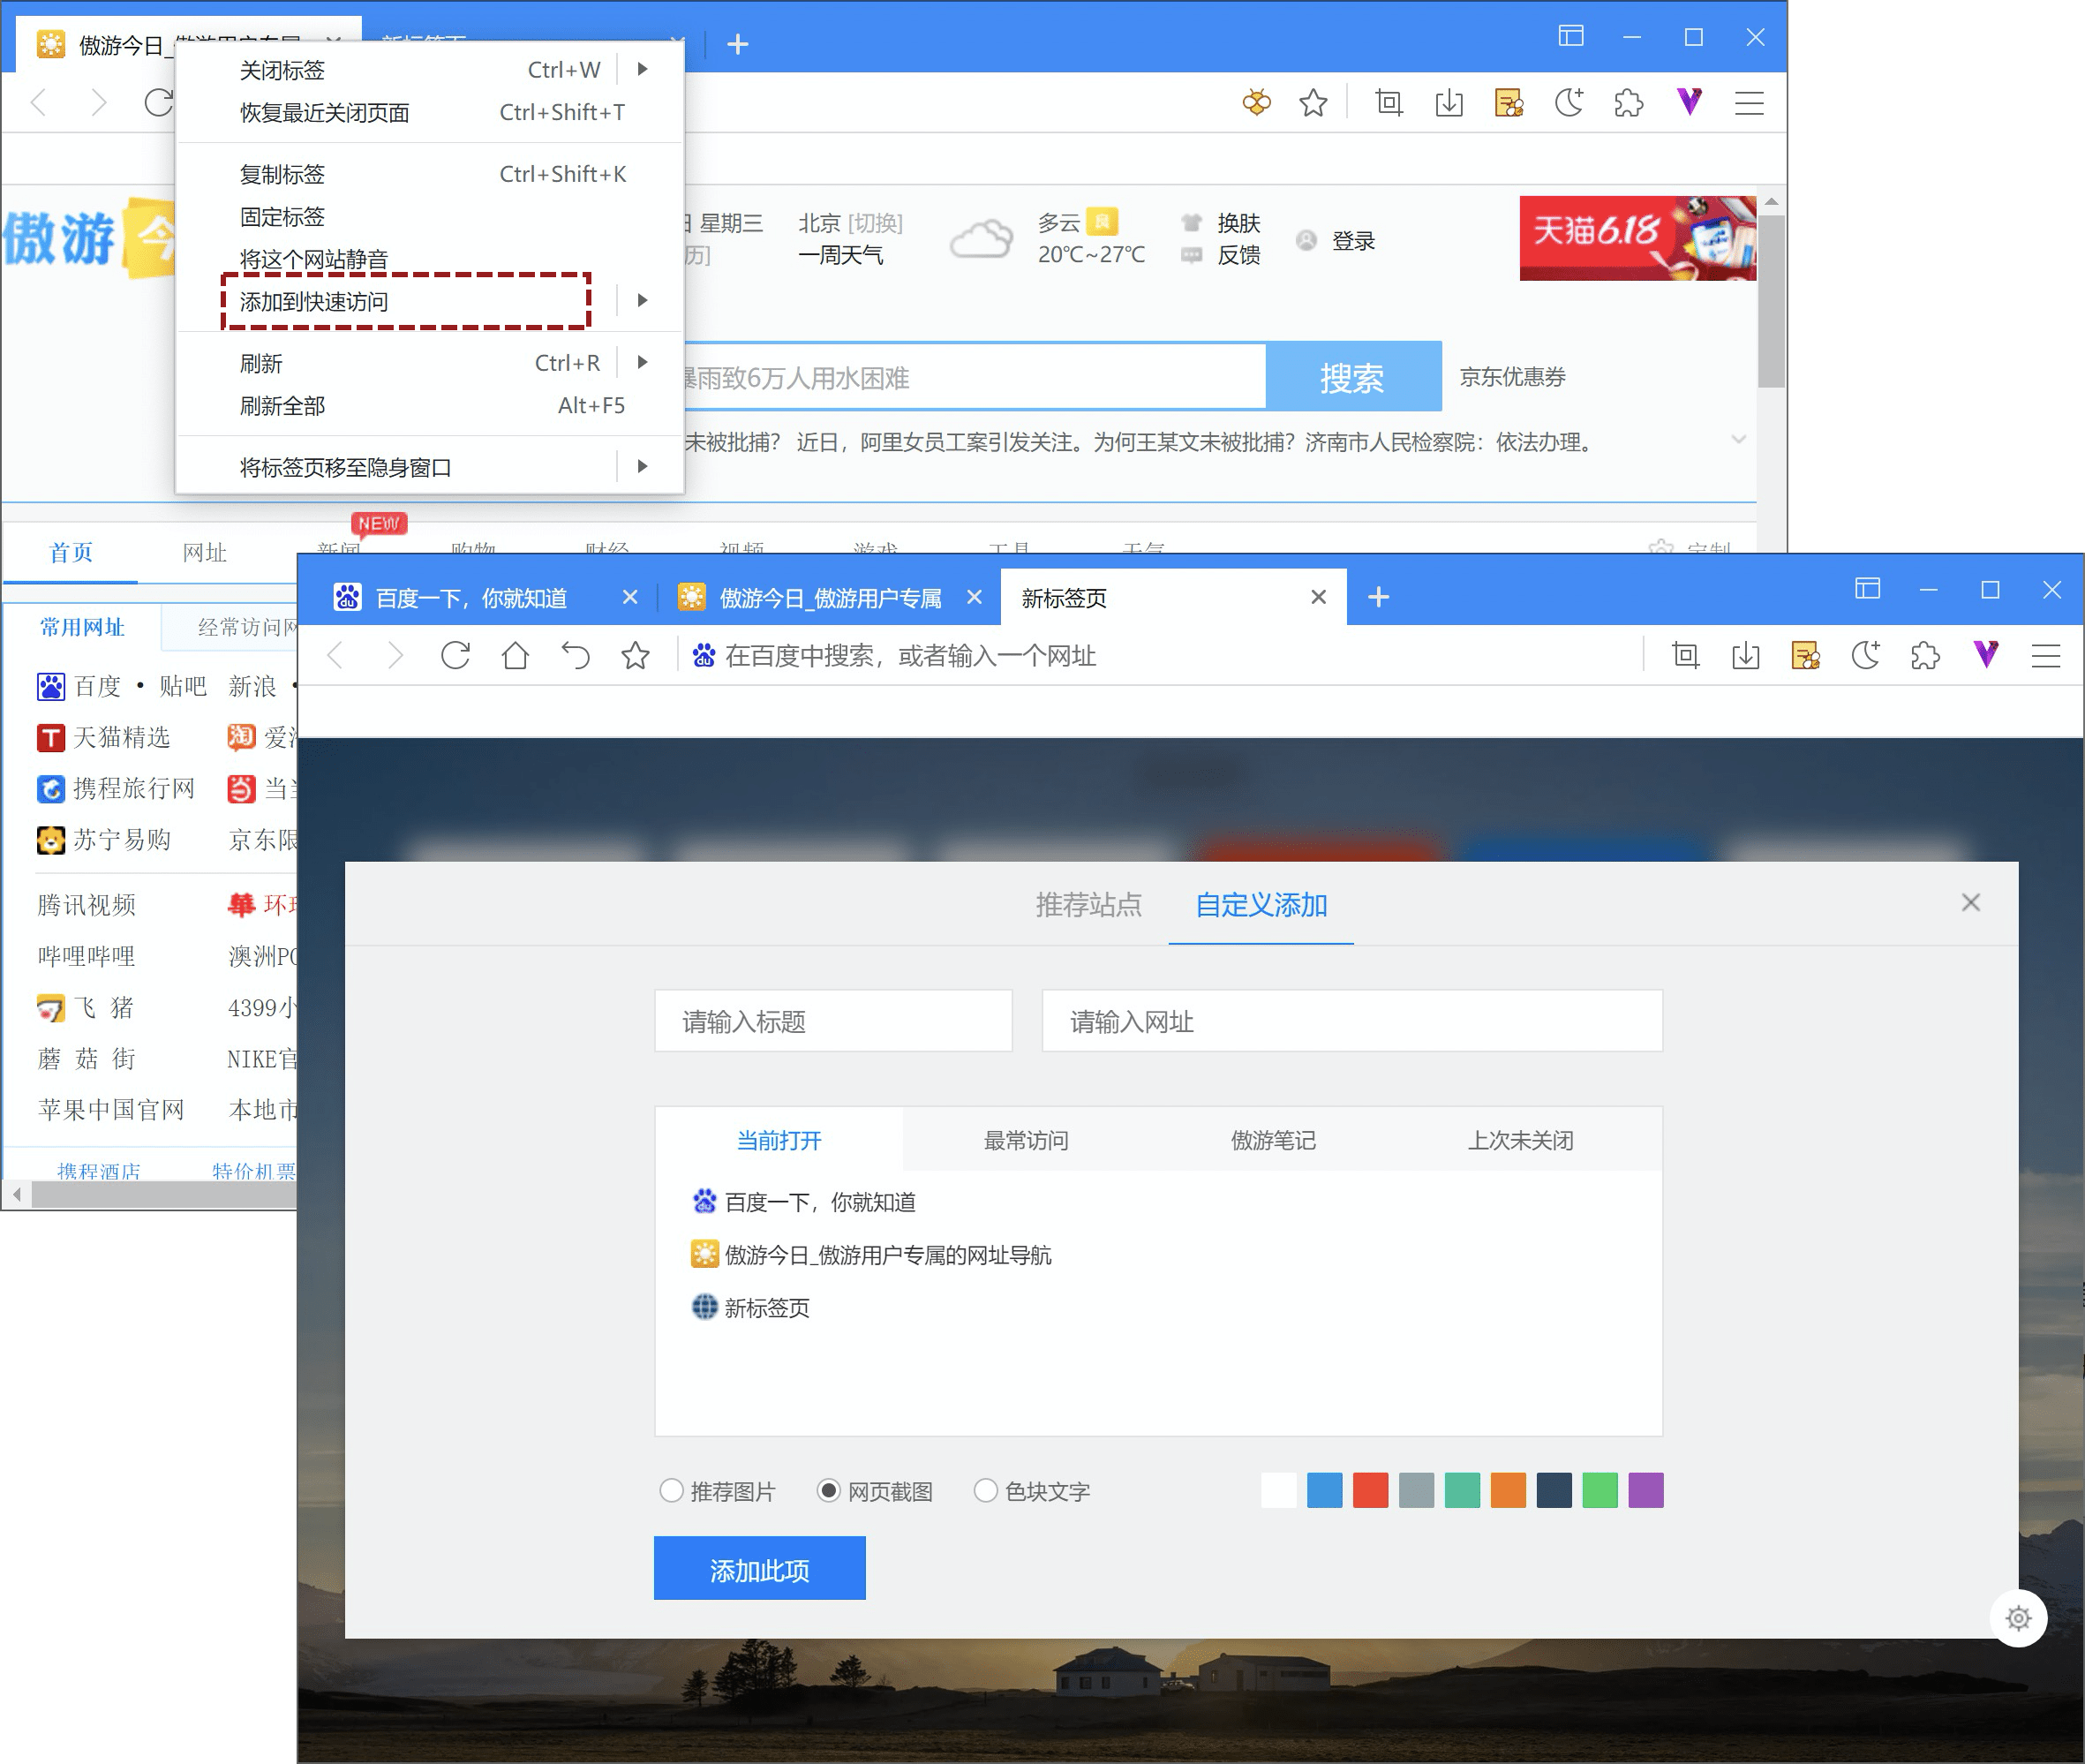 傲游今日_
关闭标签 Ctrl+W
恢复最近关闭页面 Ctrl+Shift+T
复制标签 Ctrl+Shift+K
固定标签
将这个网站静音
添加到快速访问
刷新 Ctrl+R
刷新全部 Alt+F5
将标签页移至隐身窗口
傲游今
日 星期三
历]
北京 [切换]
一周天气
多云 良
20℃~27℃
换肤
反馈
登录
天猫6.18
暴雨致6万人用水困难
搜索
京东优惠券
未被批捕? 近日，阿里女员工案引发关注。为何王某文未被批捕? 济南市人民检察院：依法办理。
NEW
首页 网址 新闻 购物 财经 视频 游戏 工具 天气 定制
常用网址 经常访问网
百度 • 贴吧 新浪 •
天猫精选 淘 爱淘
携程旅行网 当 当当
苏宁易购 京东限
腾讯视频 華 环球
哔哩哔哩 澳洲PO
飞 猪 4399小
蘑 菇 街 NIKE官
苹果中国官网 本地市
携程酒店 特价机票
百度一下，你就知道
傲游今日_傲游用户专属
新标签页
在百度中搜索，或者输入一个网址
推荐站点 自定义添加
请输入标题 请输入网址
当前打开 最常访问 傲游笔记 上次未关闭
百度一下，你就知道
傲游今日_傲游用户专属的网址导航
新标签页
推荐图片 网页截图 色块文字
添加此项